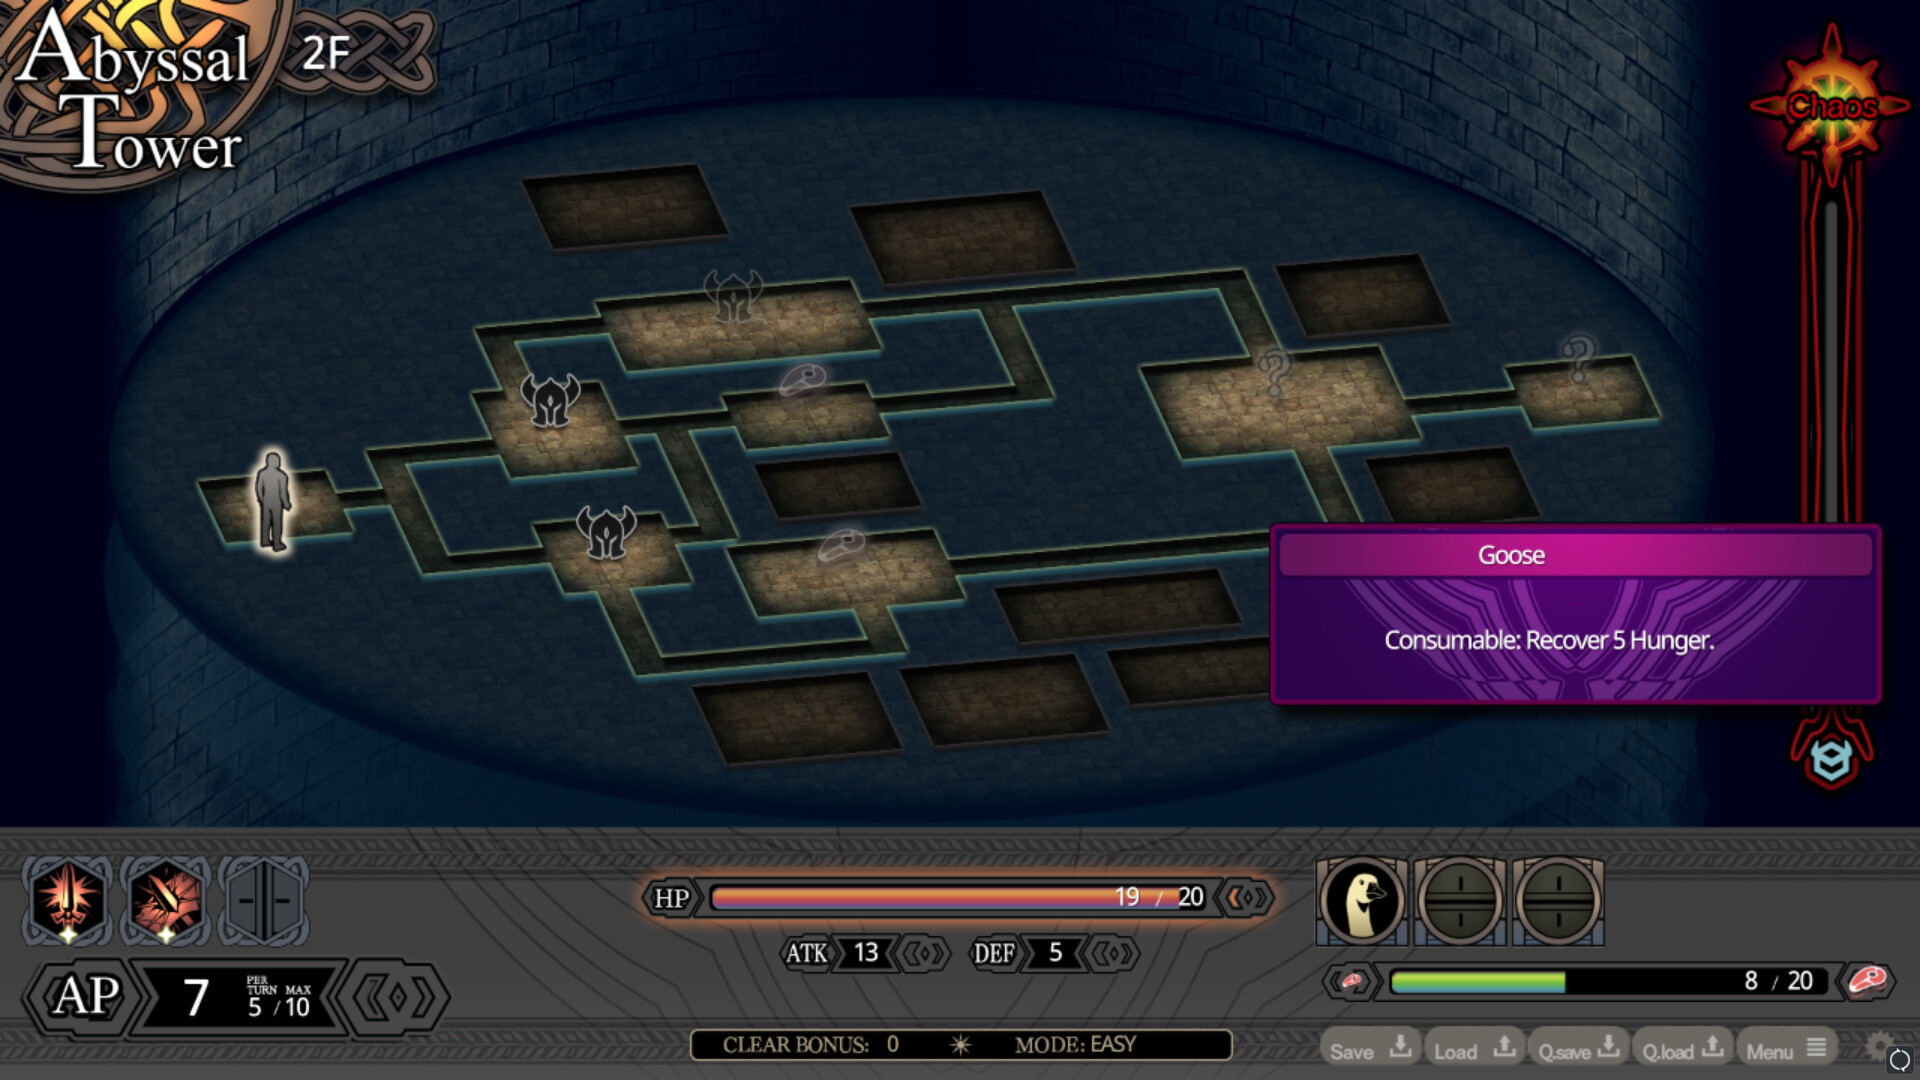 Abyssal
Tower
2F
Chaos
?
?
Goose
Consumable: Recover 5 Hunger.
HP
19 / 20
ATK 13
DEF 5
AP 7
PER TURN MAX
5 / 10
8 / 20
CLEAR BONUS: 0
MODE: EASY
Save
Load
Q.save
Q.load
Menu